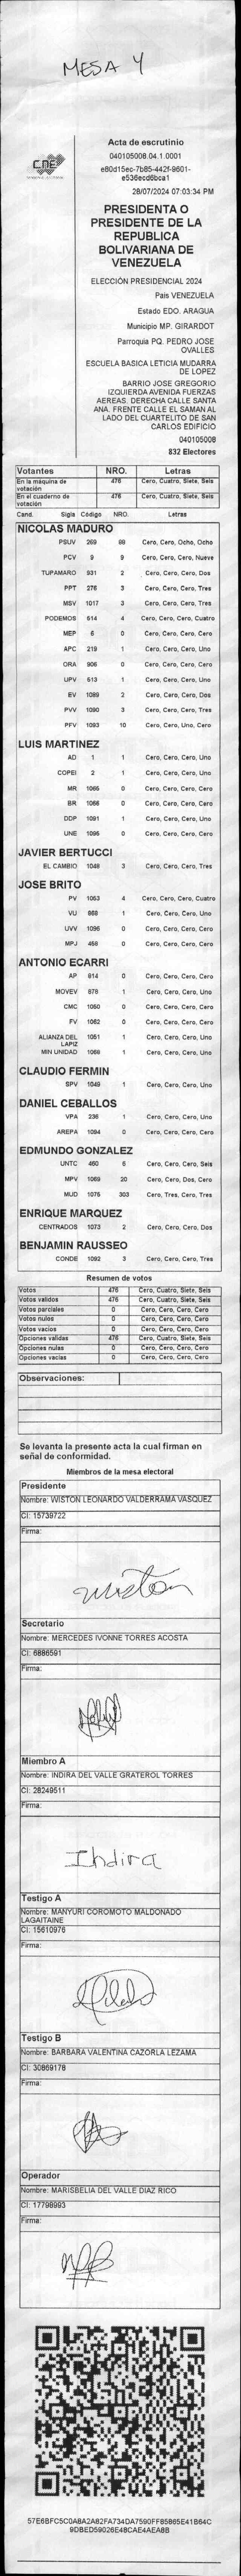 MESA 4
CNE
Acta de escrutinio
040105008.04.1.0001
e80d15ec-7b85-442f-9601-
e536ecd6bca1
28/07/2024 07:03:34 PM
PRESIDENTA O
PRESIDENTE DE LA
REPUBLICA
BOLIVARIANA DE
VENEZUELA
ELECCIÓN PRESIDENCIAL 2024
Pais VENEZUELA
Estado EDO. ARAGUA
Municipio MP. GIRARDOT
Parroquia PQ. PEDRO JOSE
OVALLES
ESCUELA BASICA LETICIA MUDARRA
DE LOPEZ
BARRIO JOSE GREGORIO
IZQUIERDA AVENIDA FUERZAS
AEREAS. DERECHA CALLE SANTA
ANA. FRENTE CALLE EL SAMAN AL
LADO DEL CUARTELITO DE SAN
CARLOS EDIFICIO
040105008
832 Electores
Votantes NRO. Letras
En la máquina de votación 476 Cero, Cuatro, Siete, Seis
En el cuaderno de votación 476 Cero, Cuatro, Siete, Seis
Cand. Sigla Código NRO. Letras
NICOLAS MADURO
PSUV 269 88 Cero, Cero, Ocho, Ocho
PCV 9 9 Cero, Cero, Cero, Nueve
TUPAMARO 931 2 Cero, Cero, Cero, Dos
PPT 276 3 Cero, Cero, Cero, Tres
MSV 1017 3 Cero, Cero, Cero, Tres
PODEMOS 514 4 Cero, Cero, Cero, Cuatro
MEP 6 0 Cero, Cero, Cero, Cero
APC 219 1 Cero, Cero, Cero, Uno
ORA 906 0 Cero, Cero, Cero, Cero
UPV 513 1 Cero, Cero, Cero, Uno
EV 1089 2 Cero, Cero, Cero, Dos
PVV 1090 3 Cero, Cero, Cero, Tres
PFV 1093 10 Cero, Cero, Uno, Cero
LUIS MARTINEZ
AD 1 1 Cero, Cero, Cero, Uno
COPEI 2 1 Cero, Cero, Cero, Uno
MR 1065 0 Cero, Cero, Cero, Cero
BR 1066 0 Cero, Cero, Cero, Cero
DDP 1091 1 Cero, Cero, Cero, Uno
UNE 1095 0 Cero, Cero, Cero, Cero
JAVIER BERTUCCI
EL CAMBIO 1048 3 Cero, Cero, Cero, Tres
JOSE BRITO
PV 1053 4 Cero, Cero, Cero, Cuatro
VU 868 1 Cero, Cero, Cero, Uno
UVV 1096 0 Cero, Cero, Cero, Cero
MPJ 458 0 Cero, Cero, Cero, Cero
ANTONIO ECARRI
AP 814 0 Cero, Cero, Cero, Cero
MOVEV 876 1 Cero, Cero, Cero, Uno
CMC 1050 0 Cero, Cero, Cero, Cero
FV 1062 0 Cero, Cero, Cero, Cero
ALIANZA DEL LAPIZ 1051 1 Cero, Cero, Cero, Uno
MIN UNIDAD 1068 1 Cero, Cero, Cero, Uno
CLAUDIO FERMIN
SPV 1049 1 Cero, Cero, Cero, Uno
DANIEL CEBALLOS
VPA 236 1 Cero, Cero, Cero, Uno
AREPA 1094 0 Cero, Cero, Cero, Cero
EDMUNDO GONZALEZ
UNTC 460 6 Cero, Cero, Cero, Seis
MPV 1069 20 Cero, Cero, Dos, Cero
MUD 1075 303 Cero, Tres, Cero, Tres
ENRIQUE MARQUEZ
CENTRADOS 1073 2 Cero, Cero, Cero, Dos
BENJAMIN RAUSSEO
CONDE 1092 3 Cero, Cero, Cero, Tres
Resumen de votos
Votos 476 Cero, Cuatro, Siete, Seis
Votos validos 476 Cero, Cuatro, Siete, Seis
Votos parciales 0 Cero, Cero, Cero, Cero
Votos nulos 0 Cero, Cero, Cero, Cero
Votos vacios 0 Cero, Cero, Cero, Cero
Opciones validas 476 Cero, Cuatro, Siete, Seis
Opciones nulas 0 Cero, Cero, Cero, Cero
Opciones vacias 0 Cero, Cero, Cero, Cero
Observaciones:
Se levanta la presente acta la cual firman en
señal de conformidad.
Miembros de la mesa electoral
Presidente
Nombre: WISTON LEONARDO VALDERRAMA VASQUEZ
CI: 15739722
Firma:
Wiston
Secretario
Nombre: MERCEDES IVONNE TORRES ACOSTA
CI: 6886591
Firma:
Miembro A
Nombre: INDIRA DEL VALLE GRATEROL TORRES
CI: 28249511
Firma:
Indira
Testigo A
Nombre: MANYURI COROMOTO MALDONADO
LAGAITAINE
CI: 15610976
Firma:
Testigo B
Nombre: BARBARA VALENTINA CAZORLA LEZAMA
CI: 30869178
Firma:
Operador
Nombre: MARISBELIA DEL VALLE DIAZ RICO
CI: 17798993
Firma:
57E6BFC5C0A8A2A82FA734DA7590FF85865E41B64C
9DBED59026E48CAE4AEA8B